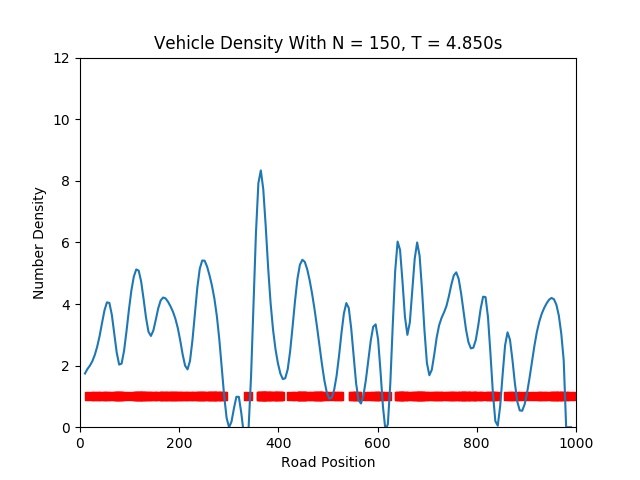 Vehicle Density With N = 150, T = 4.850s
12
10
8
6
4
2
0
Number Density
0 200 400 600 800 1000
Road Position